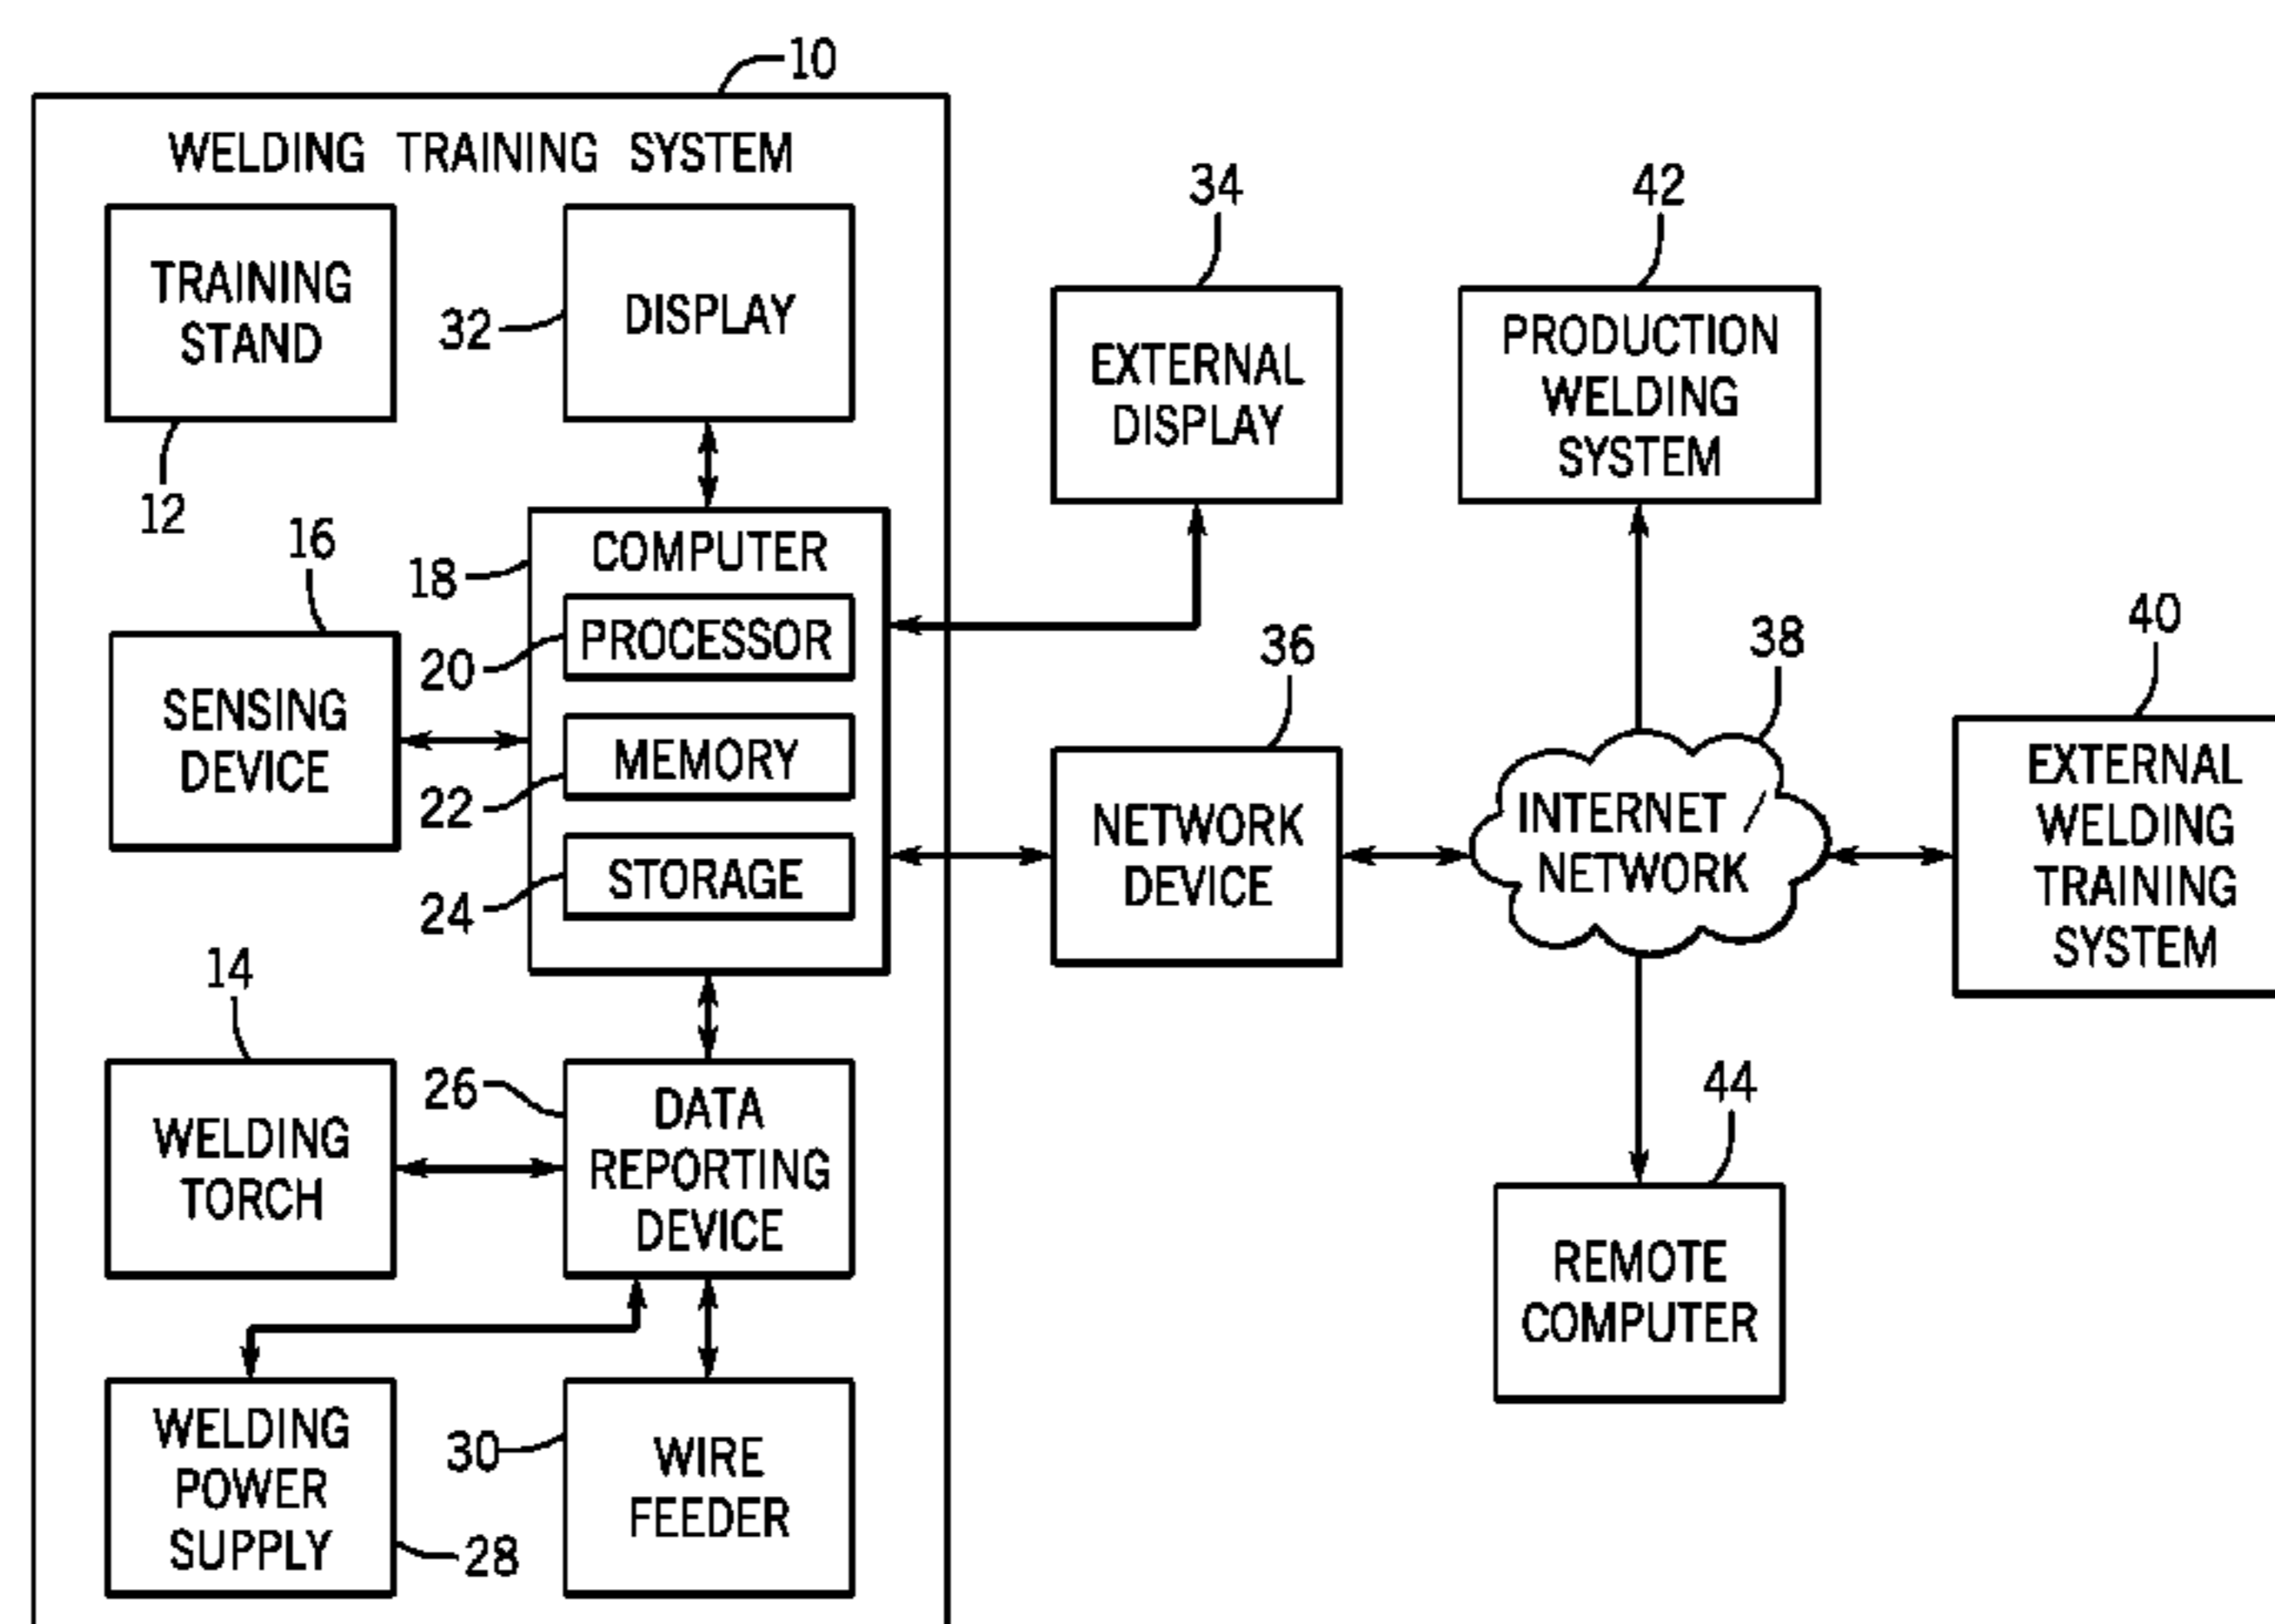 10
WELDING TRAINING SYSTEM
TRAINING
STAND
12
32
DISPLAY
16
SENSING
DEVICE
18
COMPUTER
20
PROCESSOR
22
MEMORY
24
STORAGE
14
WELDING
TORCH
26
DATA
REPORTING
DEVICE
WELDING
POWER
SUPPLY
28
30
WIRE
FEEDER
34
EXTERNAL
DISPLAY
36
NETWORK
DEVICE
42
PRODUCTION
WELDING
SYSTEM
38
INTERNET /
NETWORK
40
EXTERNAL
WELDING
TRAINING
SYSTEM
44
REMOTE
COMPUTER